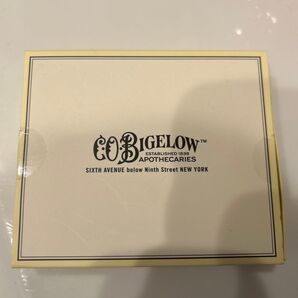 C.O.BIGELOW™
ESTABLISHED 1838
APOTHECARIES
SIXTH AVENUE below Ninth Street NEW YORK